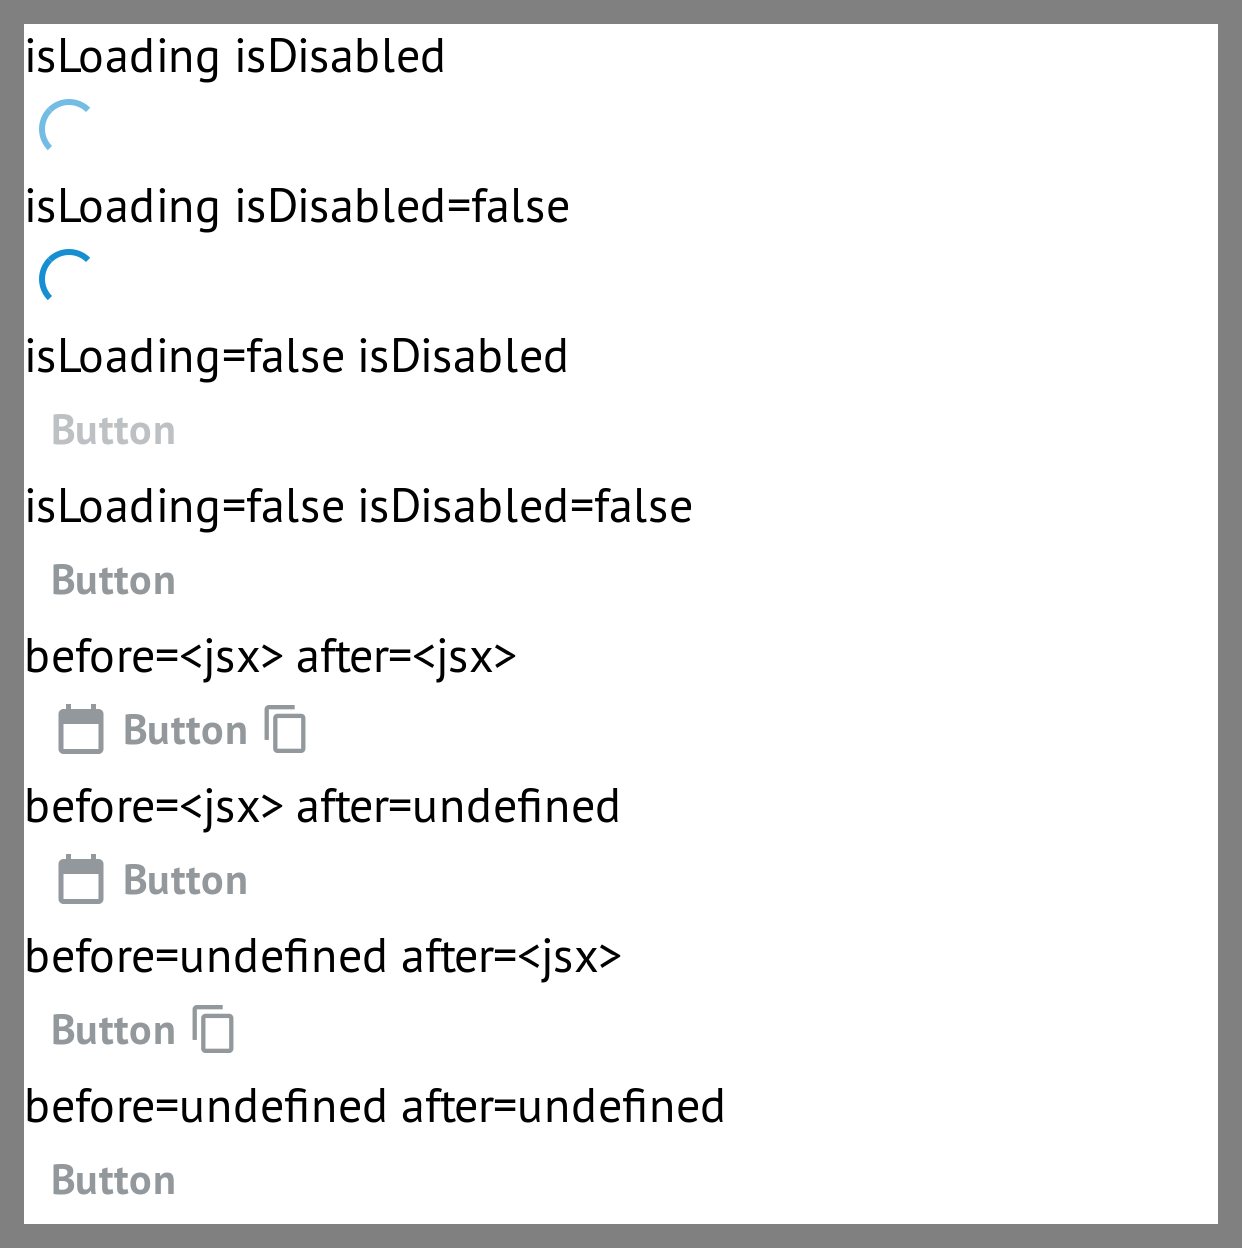 isLoading isDisabled
isLoading isDisabled=false
isLoading=false isDisabled
Button
isLoading=false isDisabled=false
Button
before=<jsx> after=<jsx>
Button
before=<jsx> after=undefined
Button
before=undefined after=<jsx>
Button
before=undefined after=undefined
Button